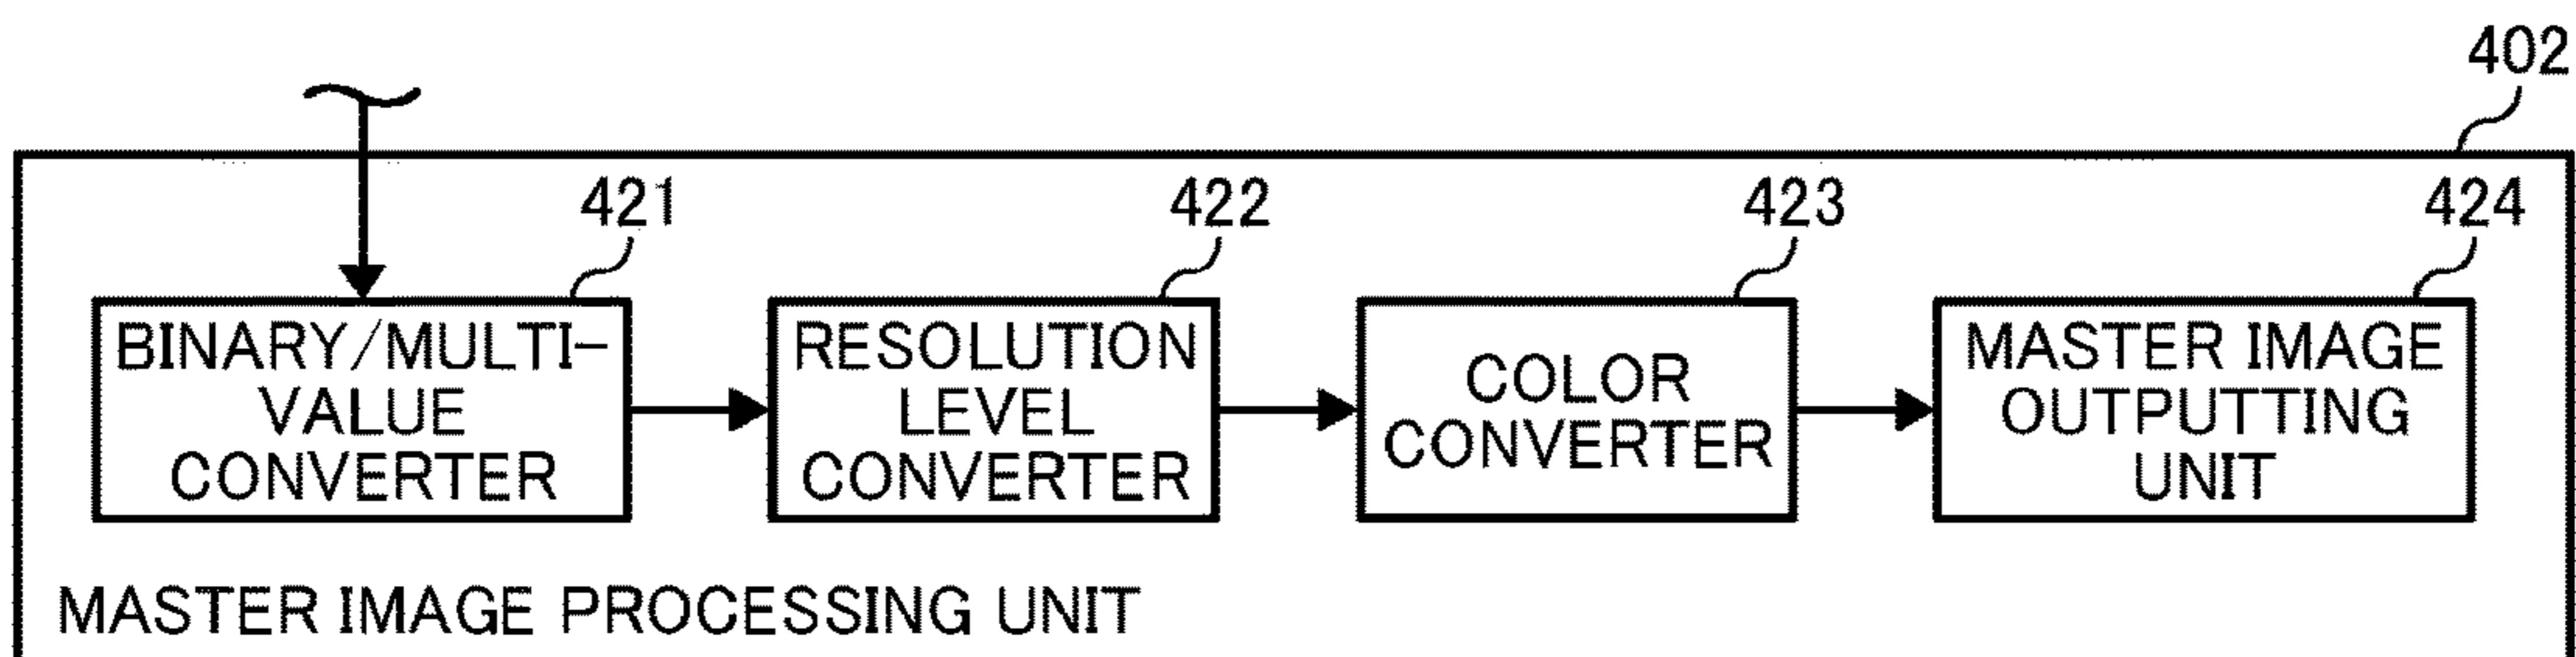 402
421
422
423
424
BINARY/MULTI-
VALUE
CONVERTER
RESOLUTION
LEVEL
CONVERTER
COLOR
CONVERTER
MASTER IMAGE
OUTPUTTING
UNIT
MASTER IMAGE PROCESSING UNIT